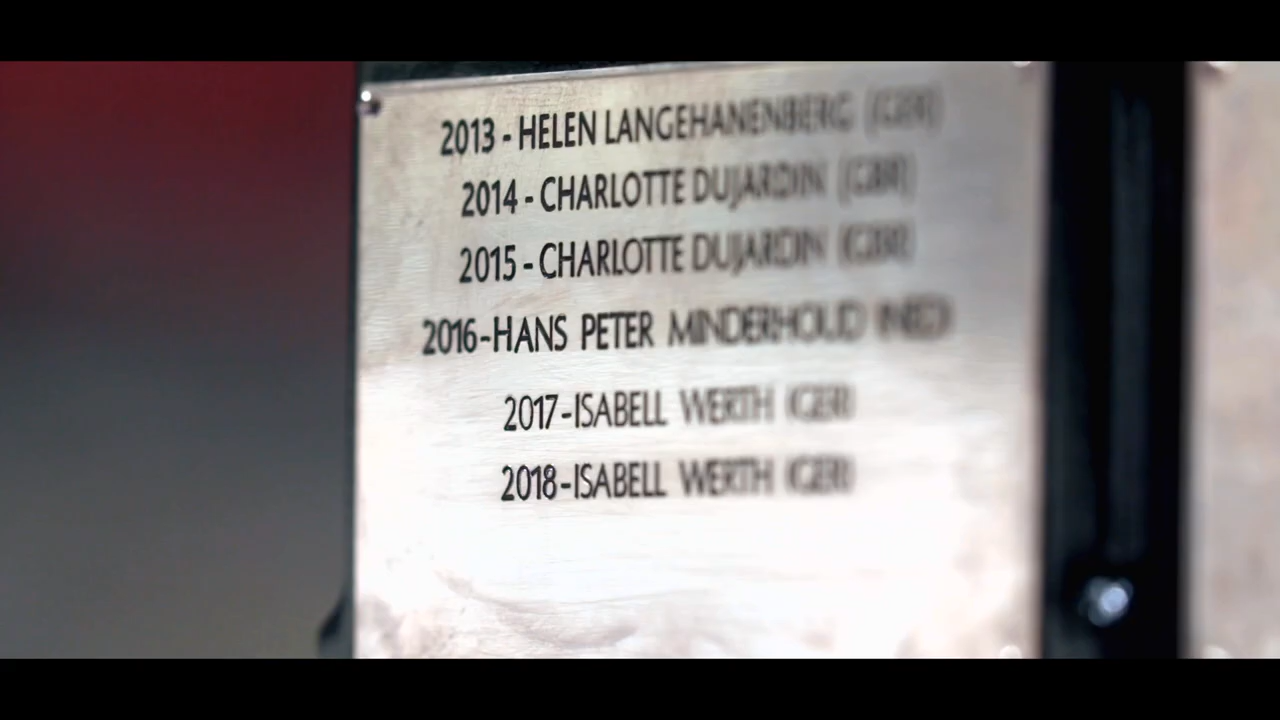 2013 - HELEN LANGEHANENBERG (GER)
2014 - CHARLOTTE DUJARDIN (GBR)
2015 - CHARLOTTE DUJARDIN (GBR)
2016-HANS PETER MINDERHOUD (NED)
2017-ISABELL WERTH (GER)
2018-ISABELL WERTH (GER)